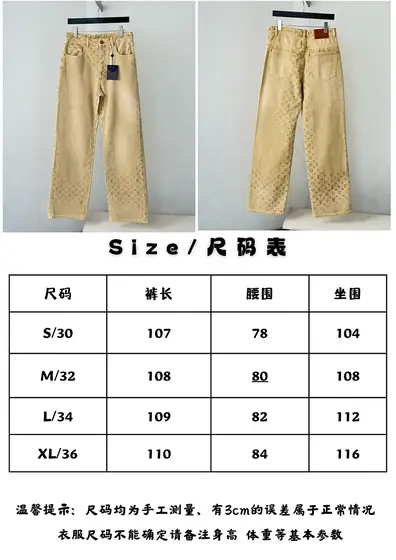 Size/尺码表
尺码 裤长 腰围 坐围
S/30 107 78 104
M/32 108 80 108
L/34 109 82 112
XL/36 110 84 116
温馨提示：尺码均为手工测量、有3cm的误差属于正常情况
衣服尺码不能确定请备注身高 体重等基本参数